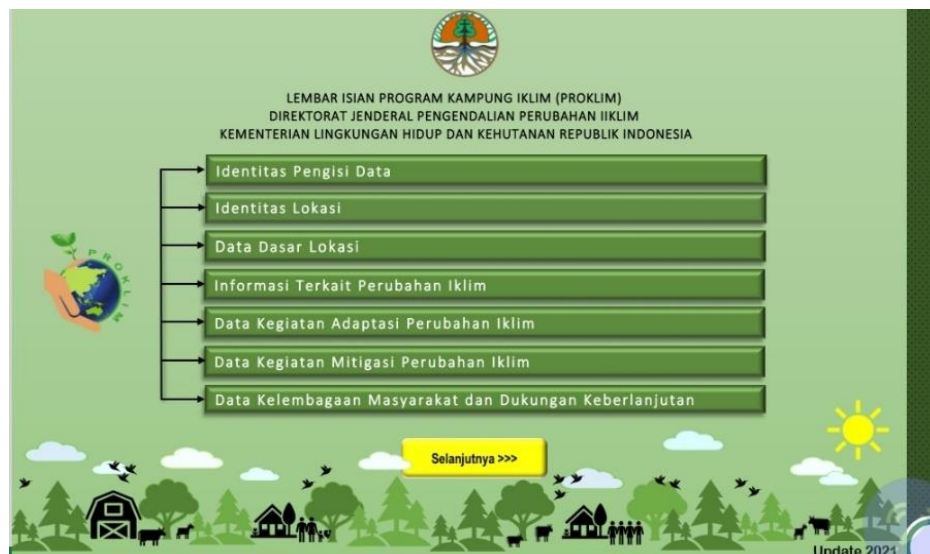 LEMBAR ISIAN PROGRAM KAMPUNG IKLIM (PROKLIM)
DIREKTORAT JENDERAL PENGENDALIAN PERUBAHAN IIKLIM
KEMENTERIAN LINGKUNGAN HIDUP DAN KEHUTANAN REPUBLIK INDONESIA
Identitas Pengisi Data
Identitas Lokasi
Data Dasar Lokasi
PROKLIM
Informasi Terkait Perubahan Iklim
Data Kegiatan Adaptasi Perubahan Iklim
Data Kegiatan Mitigasi Perubahan Iklim
Data Kelembagaan Masyarakat dan Dukungan Keberlanjutan
Selanjutnya >>>
Update 2021